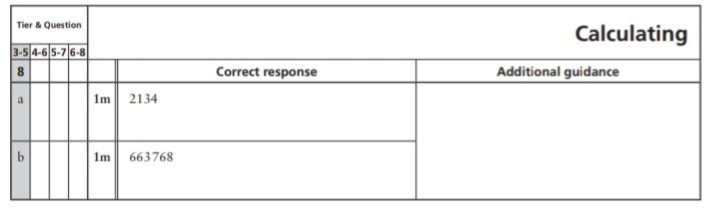 Tier & Question
Calculating
3-5 4-6 5-7 6-8
8 Correct response Additional guidance
a 1m 2134
b 1m 663768